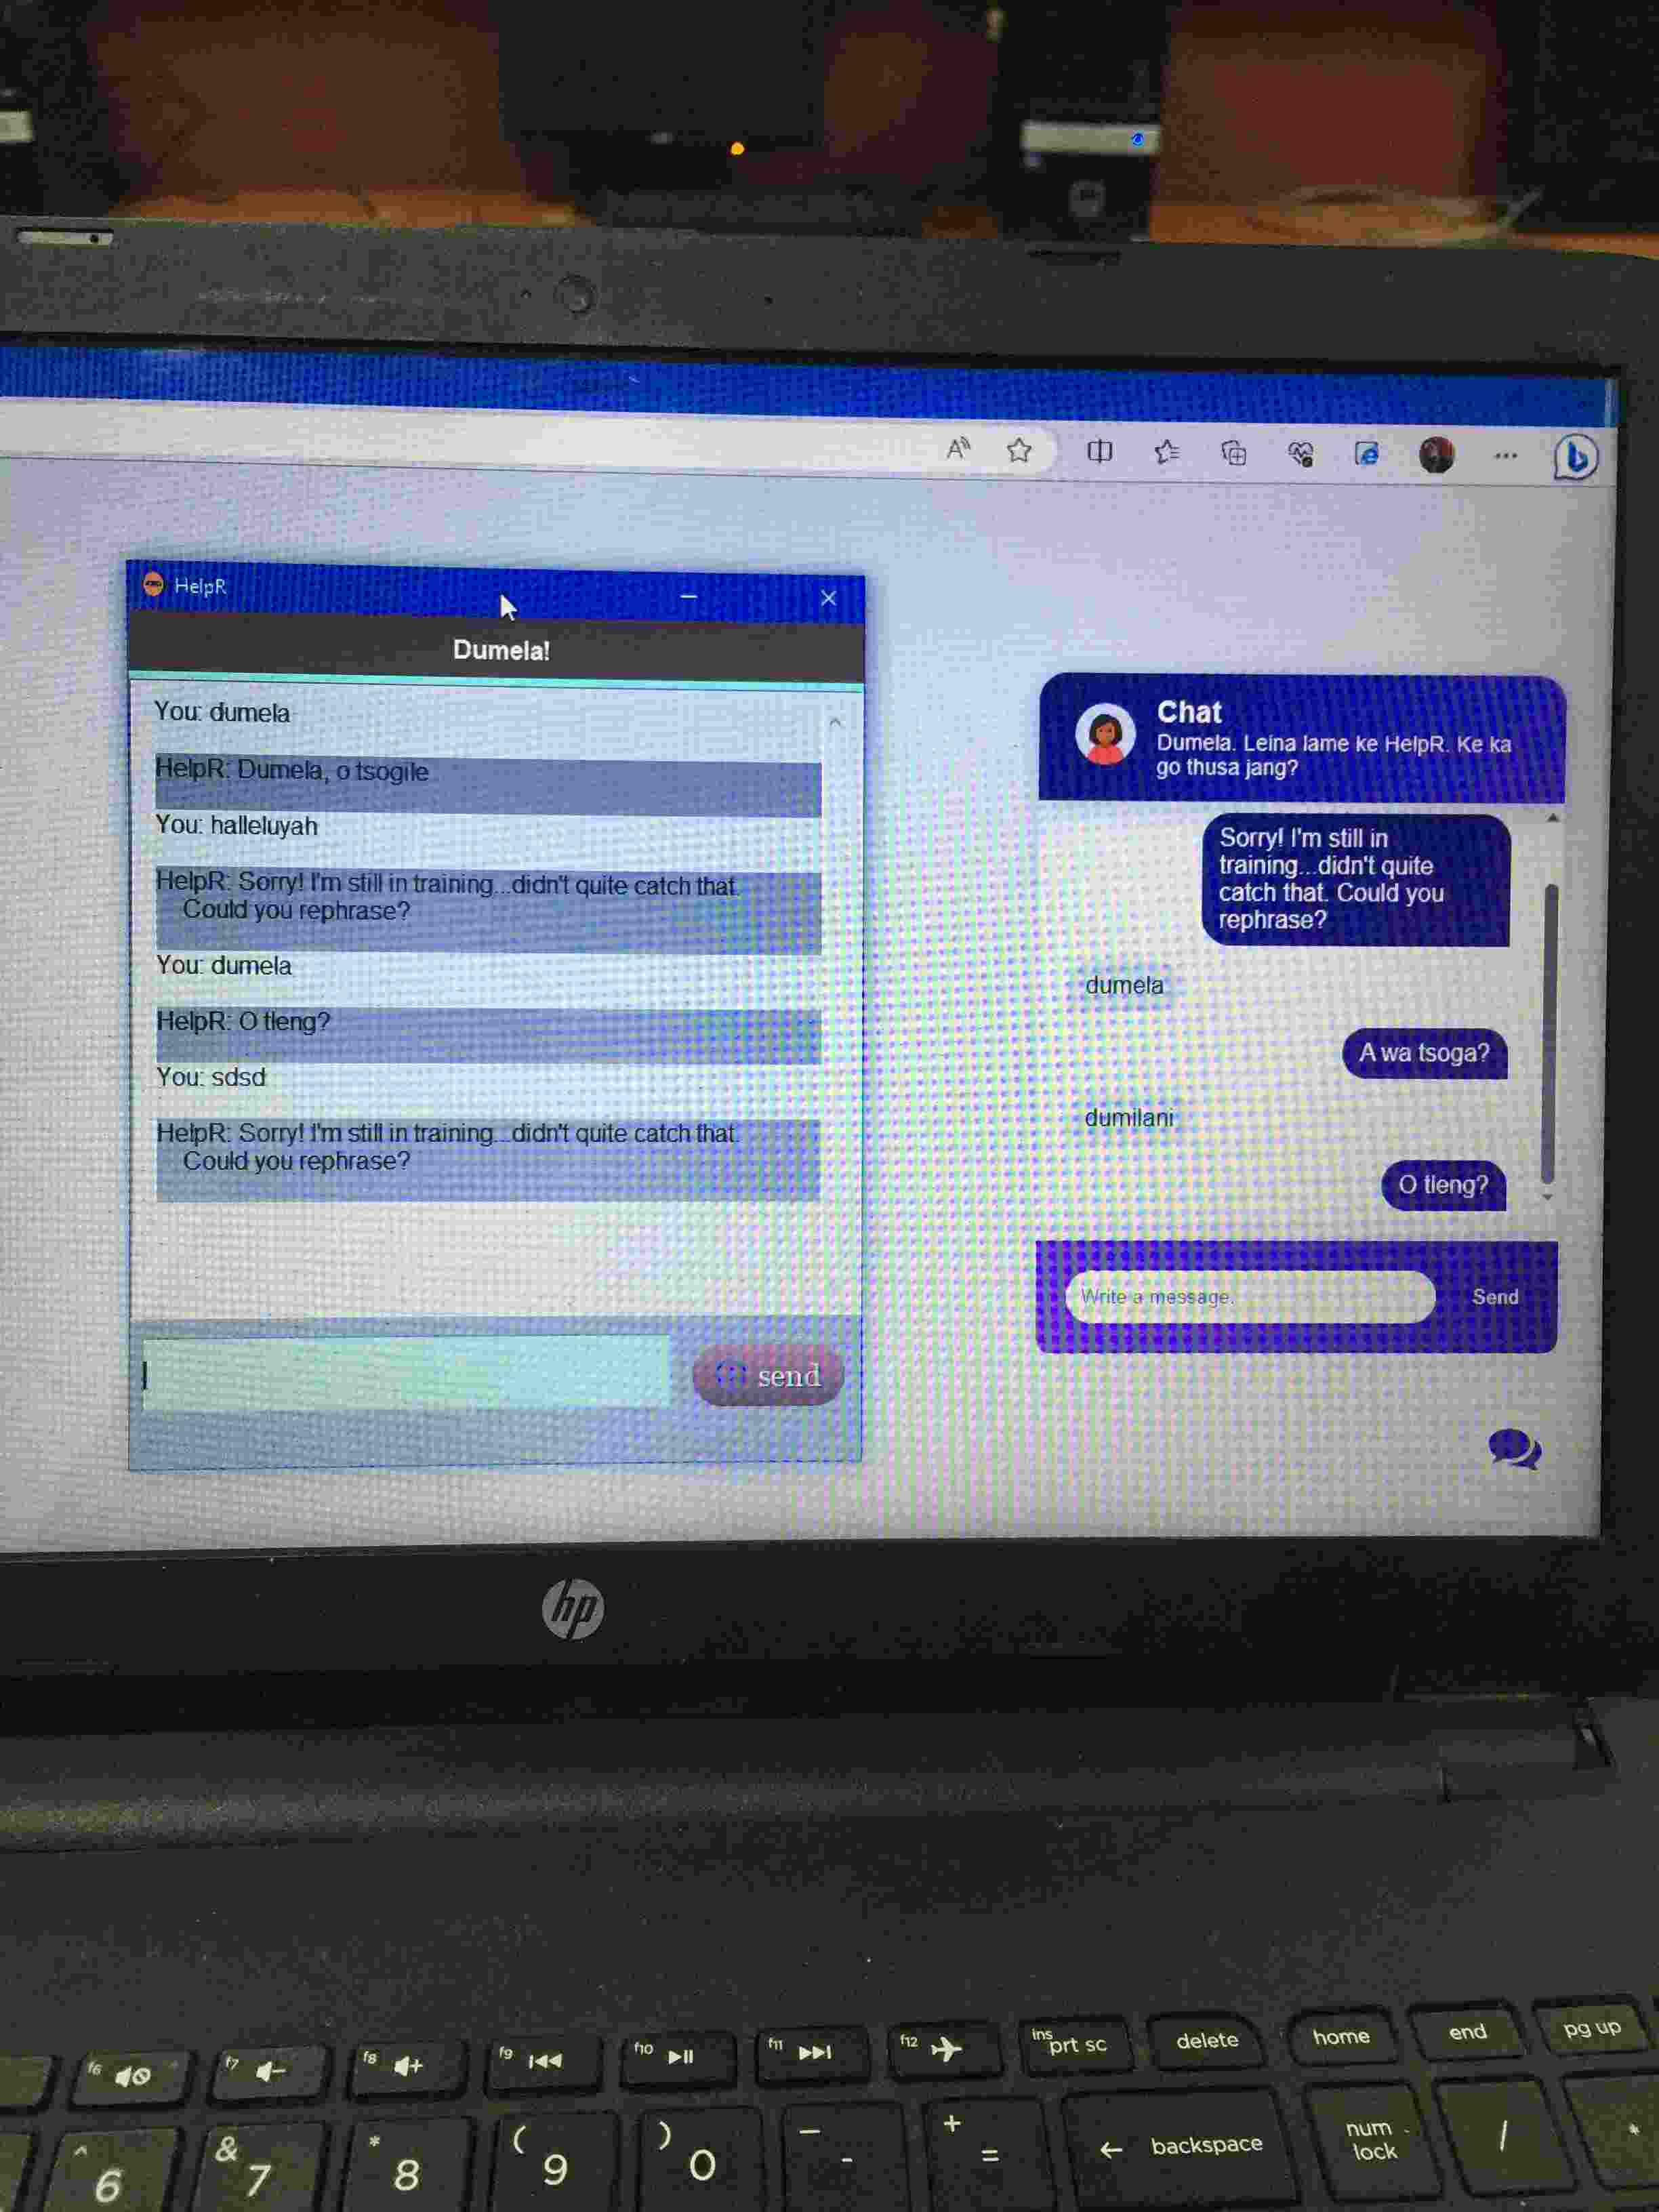 HelpR
Dumela!
You: dumela
HelpR: Dumela, o tsogile
You: halleluyah
HelpR: Sorry! I'm still in training...didn't quite catch that.
Could you rephrase?
You: dumela
HelpR: O tleng?
You: sdsd
HelpR: Sorry! I'm still in training...didn't quite catch that
Could you rephrase?
send
Chat
Dumela. Leina lame ke HelpR. Ke ka
go thusa jang?
Sorry! I'm still in
training...didn't quite
catch that. Could you
rephrase?
dumela
A wa tsoga?
dumilani
O tleng?
Write a message.
Send
hp
f6
f7
f8
f9
f10
f11
f12
ins
prt sc
delete
home
end
pg up
^
6
&
7
*
8
(
9
)
0
_
-
+
=
backspace
num
lock
/
*